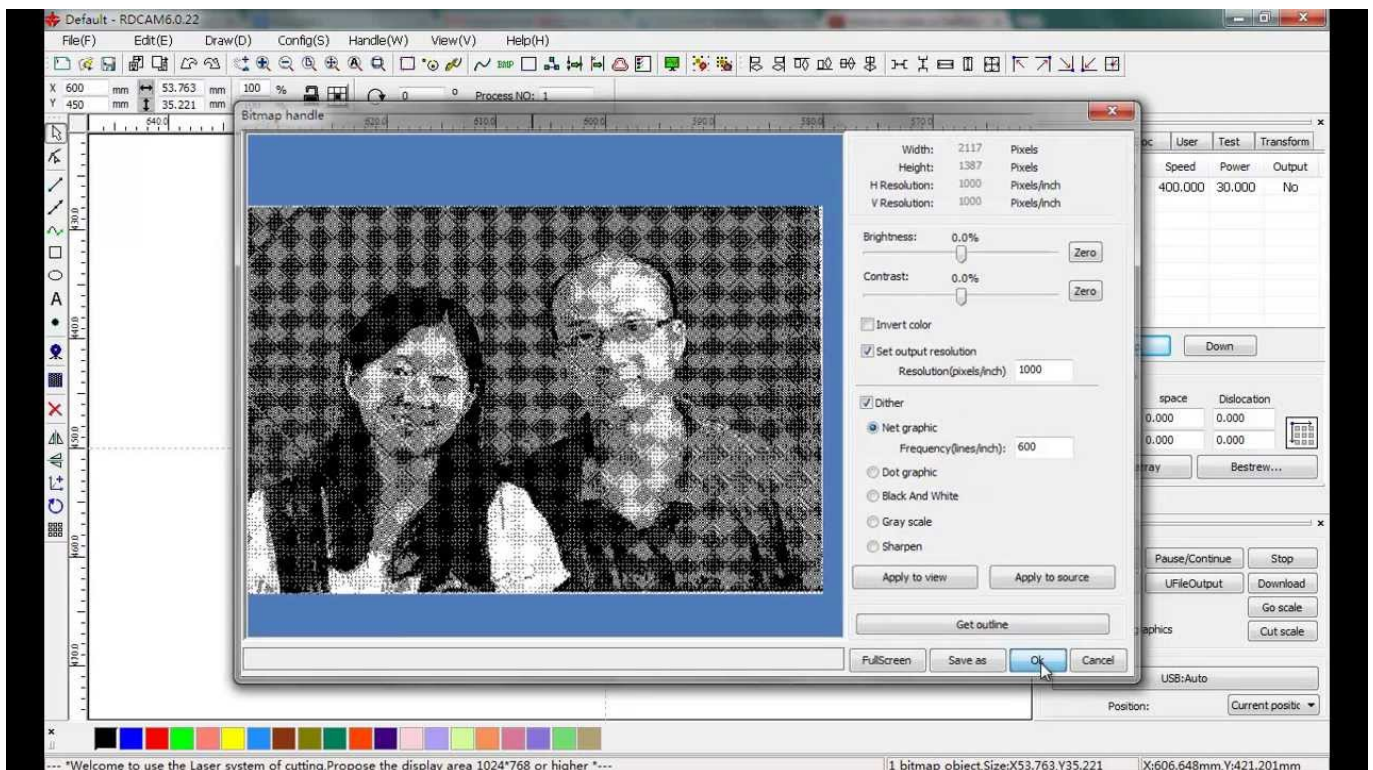 Default - RDCAM6.0.22
File(F) Edit(E) Draw(D) Config(S) Handle(W) View(V) Help(H)
BMP
X 600 mm 53.763 mm 100 %
Y 450 mm 35.221 mm
0 ° Process NO: 1
Bitmap handle
Width: 2117 Pixels
Height: 1387 Pixels
H Resolution: 1000 Pixels/inch
V Resolution: 1000 Pixels/inch
Brightness: 0.0%
Zero
Contrast: 0.0%
Zero
Invert color
Set output resolution
Resolution(pixels/inch) 1000
Dither
Net graphic
Frequency(lines/inch): 600
Dot graphic
Black And White
Gray scale
Sharpen
Apply to view Apply to source
Get outline
FullScreen Save as Ok Cancel
User Test Transform
Speed Power Output
400.000 30.000 No
Down
space Dislocation
0.000 0.000
0.000 0.000
Bestrew...
Pause/Continue Stop
UFileOutput Download
Go scale
Cut scale
USB:Auto
Position: Current positic
--- *Welcome to use the Laser system of cutting,Propose the display area 1024*768 or higher *---
1 bitmap object.Size:X53.763,Y35.221
X:606.648mm,Y:421.201mm